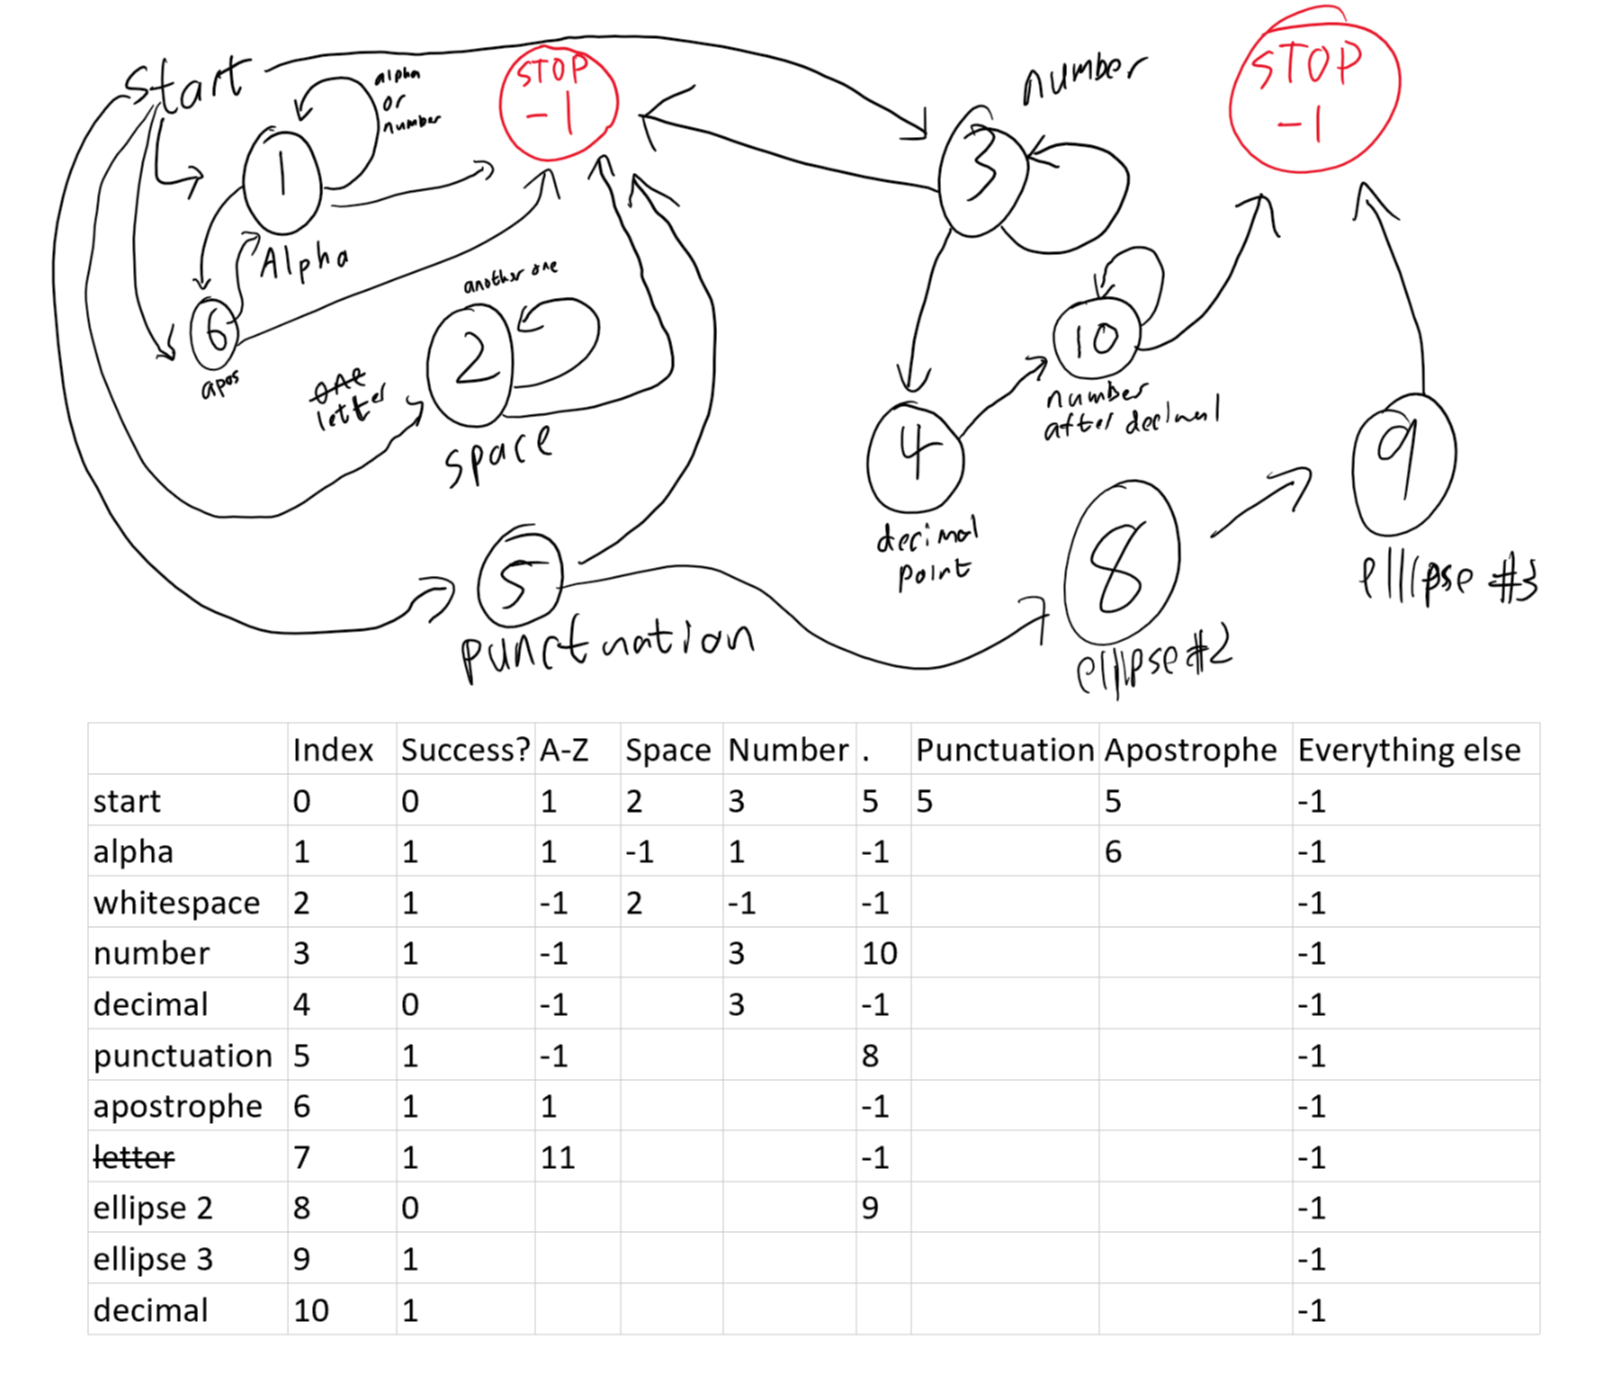 start
alpha
or
number
STOP
-1
number
STOP
-1
1
3
Alpha
another one
6
apos
2
one
letter
space
10
number
after decimal
4
decimal
point
9
ellipse #3
5
punctuation
8
ellipse #2
Index Success? A-Z Space Number . Punctuation Apostrophe Everything else
start 0 0 1 2 3 5 5 5 -1
alpha 1 1 1 -1 1 -1 6 -1
whitespace 2 1 -1 2 -1 -1 -1
number 3 1 -1 3 10 -1
decimal 4 0 -1 3 -1 -1
punctuation 5 1 -1 8 -1
apostrophe 6 1 1 -1 -1
letter 7 1 11 -1 -1
ellipse 2 8 0 9 -1
ellipse 3 9 1 -1
decimal 10 1 -1